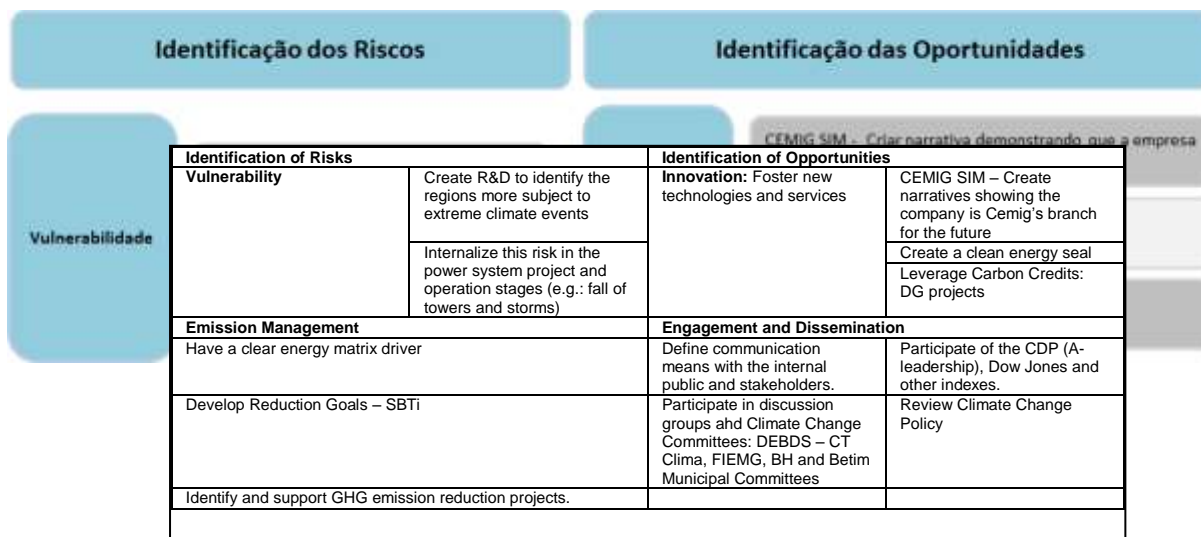 Identificação dos Riscos
Identificação das Oportunidades
CEMIG SIM - Criar narrativa demonstrando que a empresa
Vulnerabilidade
Identification of Risks
Identification of Opportunities
Vulnerability
Create R&D to identify the
regions more subject to
extreme climate events
Internalize this risk in the
power system project and
operation stages (e.g.: fall of
towers and storms)
Innovation: Foster new
technologies and services
CEMIG SIM – Create
narratives showing the
company is Cemig's branch
for the future
Create a clean energy seal
Leverage Carbon Credits:
DG projects
Emission Management
Engagement and Dissemination
Have a clear energy matrix driver
Define communication
means with the internal
public and stakeholders.
Participate of the CDP (A-
leadership), Dow Jones and
other indexes.
Develop Reduction Goals – SBTi
Participate in discussion
groups ahd Climate Change
Committees: DEBDS – CT
Clima, FIEMG, BH and Betim
Municipal Committees
Review Climate Change
Policy
Identify and support GHG emission reduction projects.